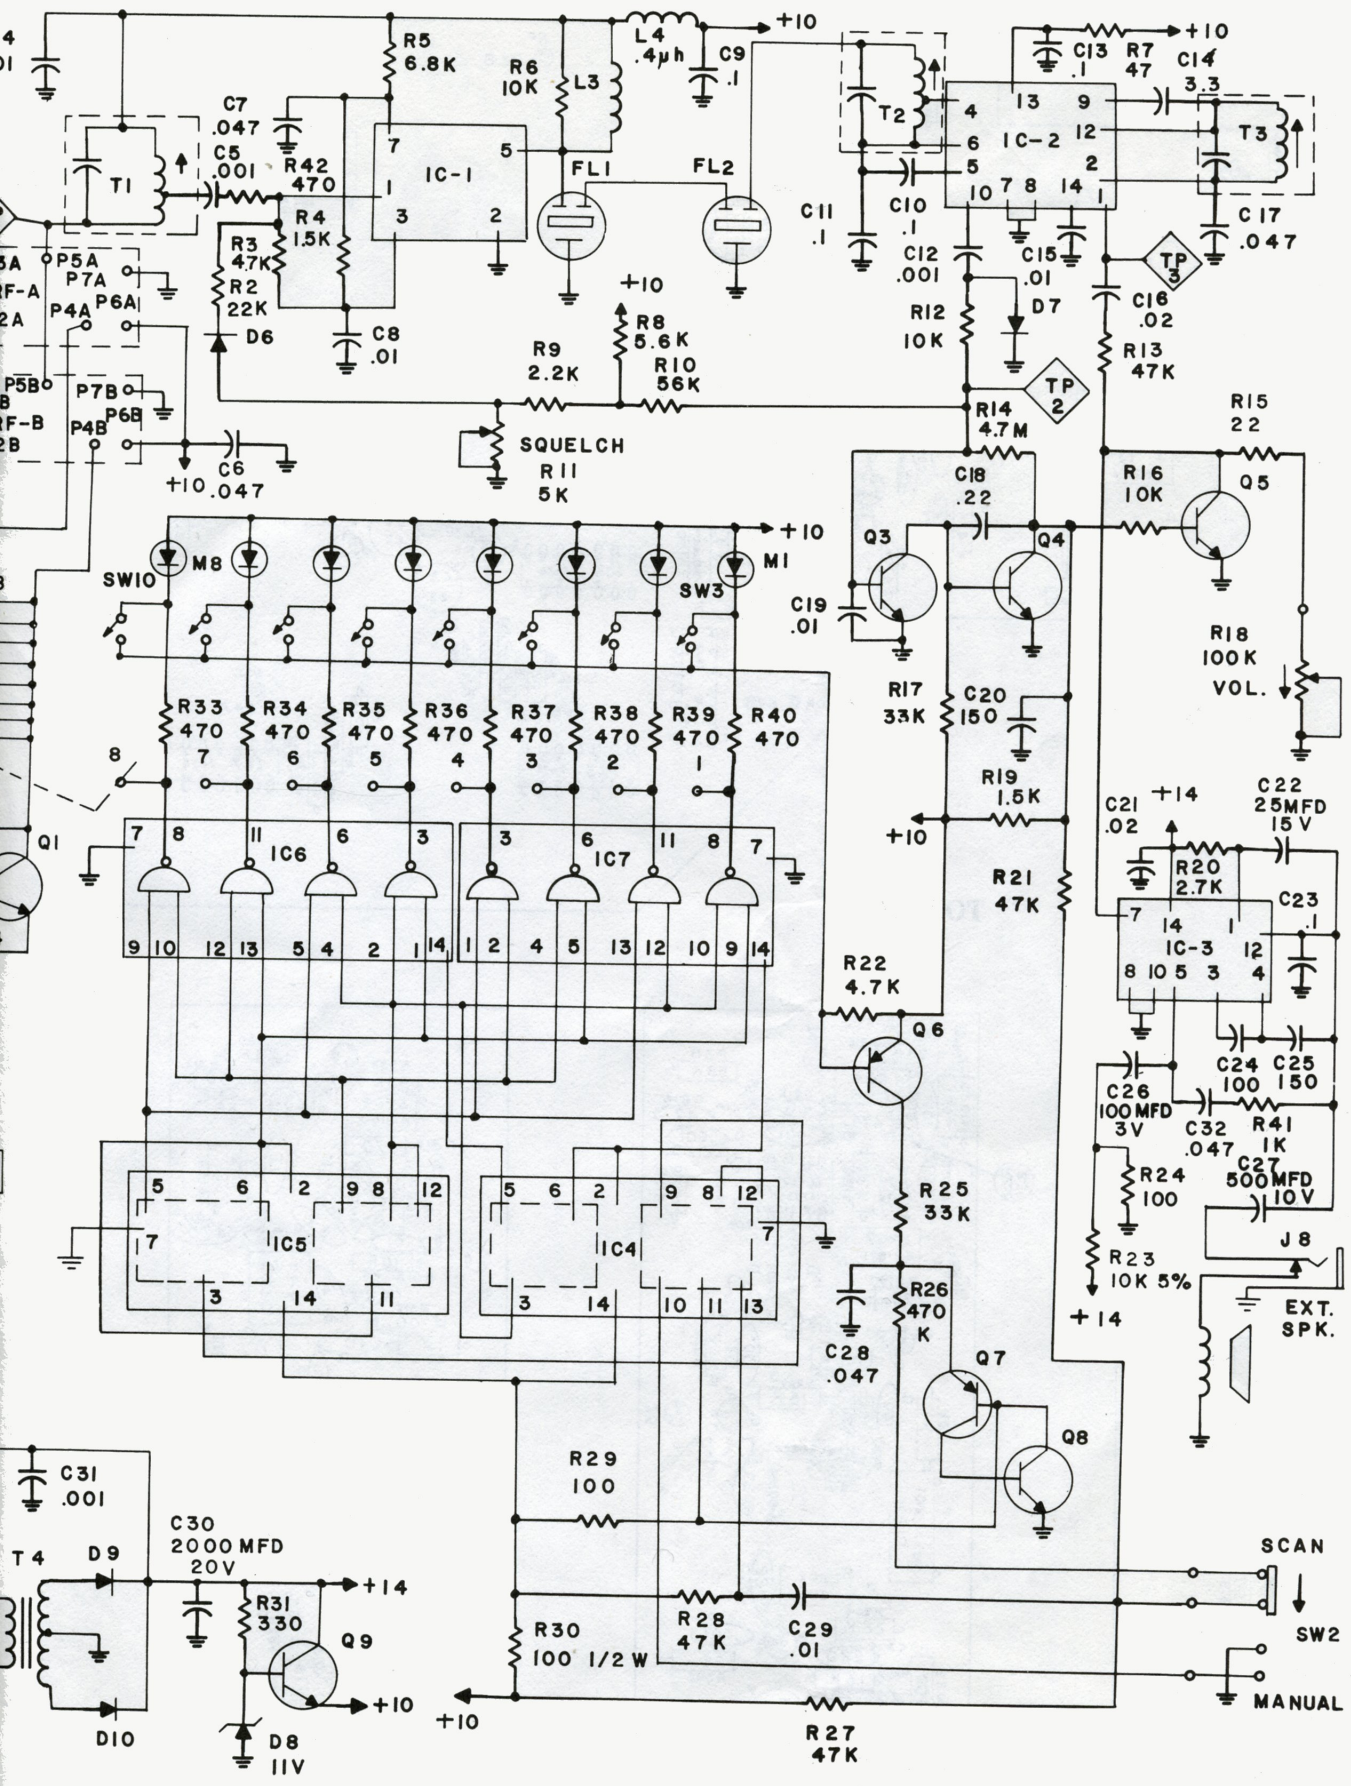 4
01
R5
6.8K
R6
10K
L3
L4
.4µh
C9
.1
+10
C13
.1
R7
47
+10
C14
3.3
C7
.047
C5
.001
T1
R42
470
7
1
3
5
2
IC-1
FL1
FL2
T2
4
6
5
13
9
12
2
IC-2
10
7
8
14
1
T3
R4
1.5K
R3
47K
R2
22K
D6
C8
.01
C11
.1
C10
.1
C12
.001
C15
.01
C17
.047
TP
3
C16
.02
D7
R12
10K
R13
47K
TP
2
P5A
P7A
RF-A
P6A
P4A
2A
P5B
P7B
B
P6B
RF-B
P4B
2B
C6
.047
+10
+10
R8
5.6K
R9
2.2K
R10
56K
SQUELCH
R11
5K
R14
4.7M
C18
.22
R15
22
R16
10K
Q5
Q3
Q4
C19
.01
+10
SW10
M8
SW3
M1
R17
33K
C20
150
R18
100K
VOL.
R33
470
R34
470
R35
470
R36
470
R37
470
R38
470
R39
470
R40
470
8
7
6
5
4
3
2
1
R19
1.5K
+10
C21
.02
+14
C22
25MFD
15V
R20
2.7K
Q1
7
8
11
6
3
IC6
3
6
11
8
7
IC7
9
10
12
13
5
4
2
1
14
1
2
4
5
13
12
10
9
14
R21
47K
C23
.1
7
14
1
IC-3
12
8
10
5
3
4
R22
4.7K
Q6
C24
100
C25
150
C26
100MFD
3V
C32
.047
R41
1K
C27
500MFD
10V
R24
100
R23
10K 5%
+14
J8
EXT.
SPK.
5
6
2
9
8
12
7
IC5
3
14
11
5
6
2
9
8
12
7
IC4
3
14
10
11
13
R25
33K
R26
470
K
C28
.047
Q7
Q8
R29
100
C31
.001
C30
2000MFD
20V
T4
D9
+14
R31
330
Q9
+10
D8
11V
D10
R30
100 1/2W
R28
47K
C29
.01
+10
R27
47K
SCAN
SW2
MANUAL